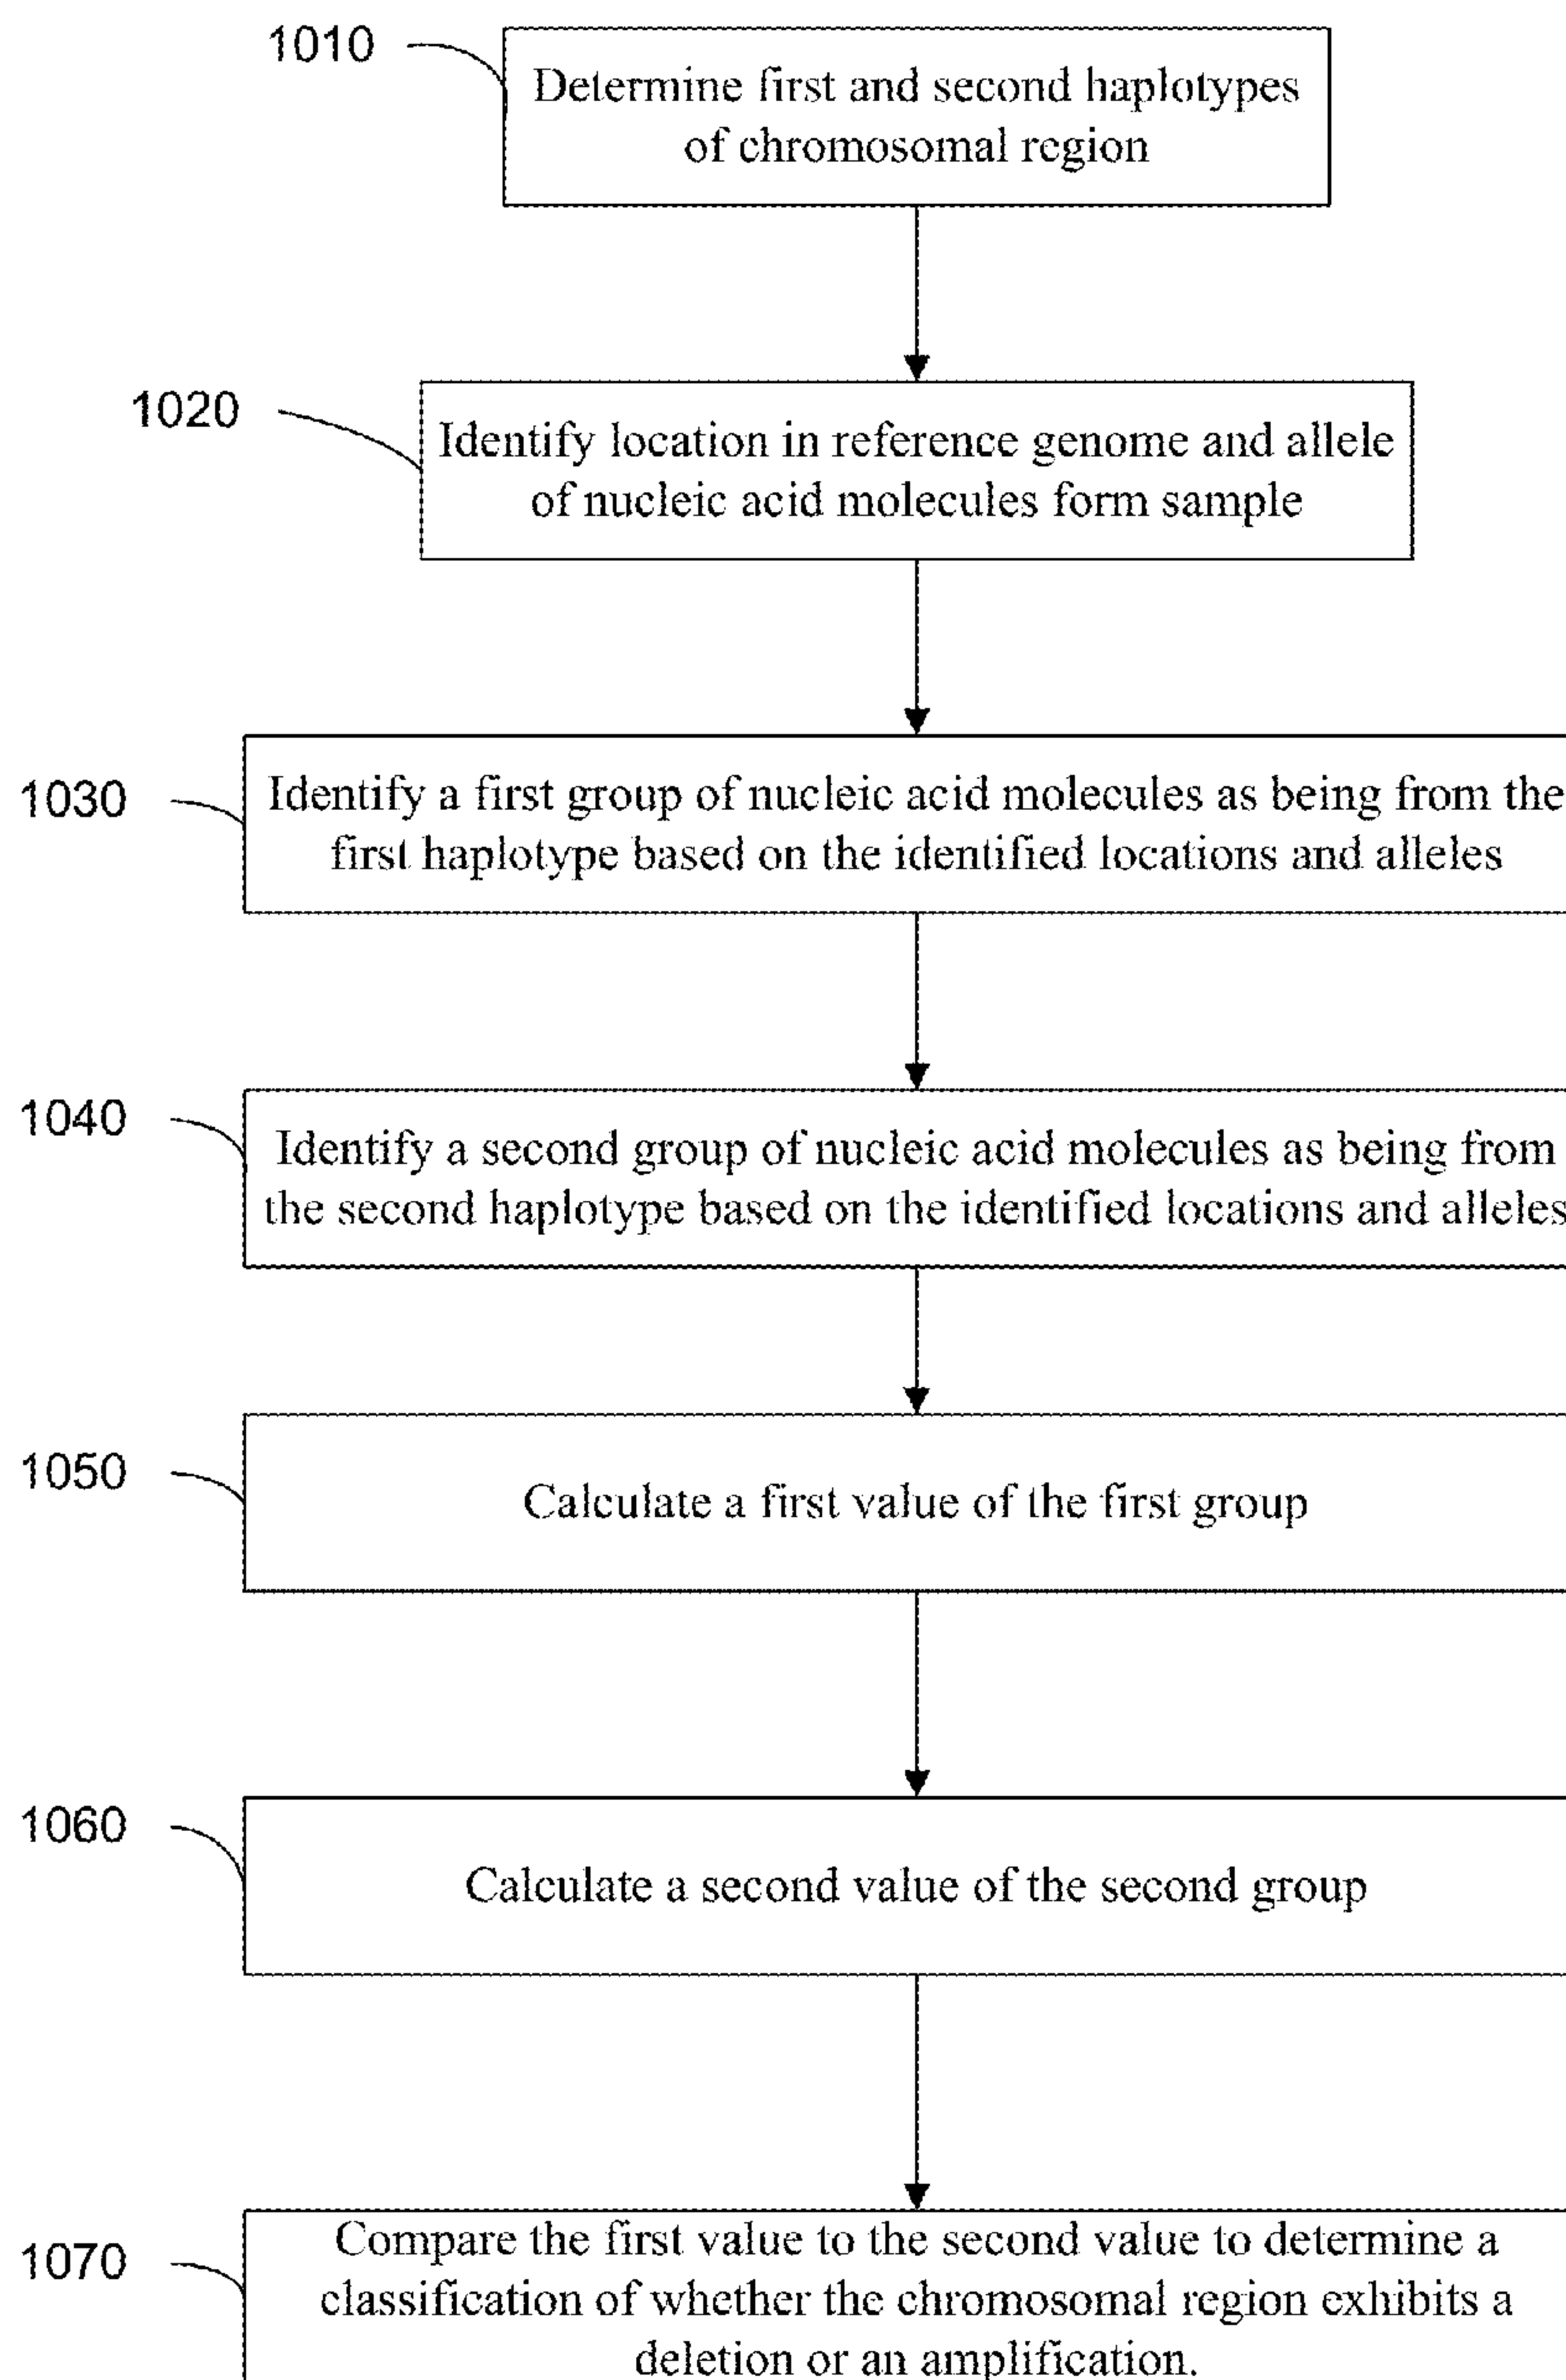 1010
Determine first and second haplotypes
of chromosomal region
1020
Identify location in reference genome and allele
of nucleic acid molecules form sample
1030
Identify a first group of nucleic acid molecules as being from the
first haplotype based on the identified locations and alleles
1040
Identify a second group of nucleic acid molecules as being from
the second haplotype based on the identified locations and alleles
1050
Calculate a first value of the first group
1060
Calculate a second value of the second group
1070
Compare the first value to the second value to determine a
classification of whether the chromosomal region exhibits a
deletion or an amplification.